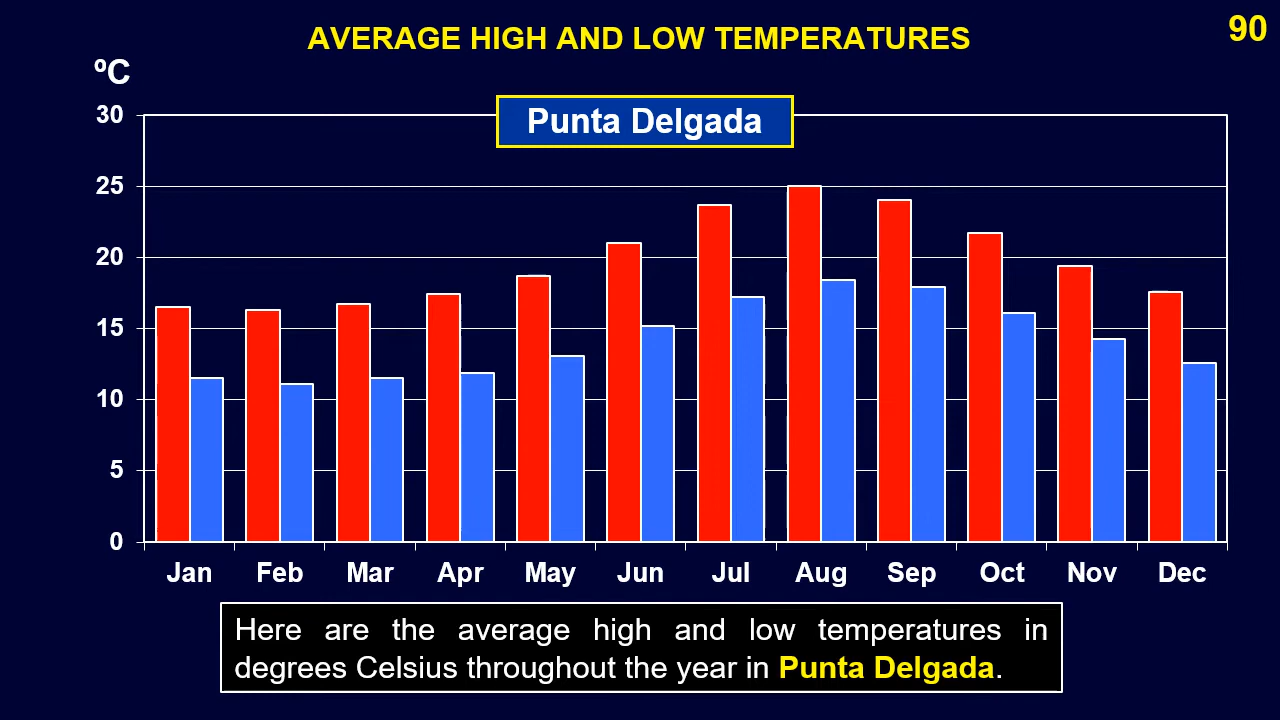 AVERAGE HIGH AND LOW TEMPERATURES
90
ºC
Punta Delgada
30
25
20
15
10
5
0
Jan Feb Mar Apr May Jun Jul Aug Sep Oct Nov Dec
Here are the average high and low temperatures in
degrees Celsius throughout the year in Punta Delgada.